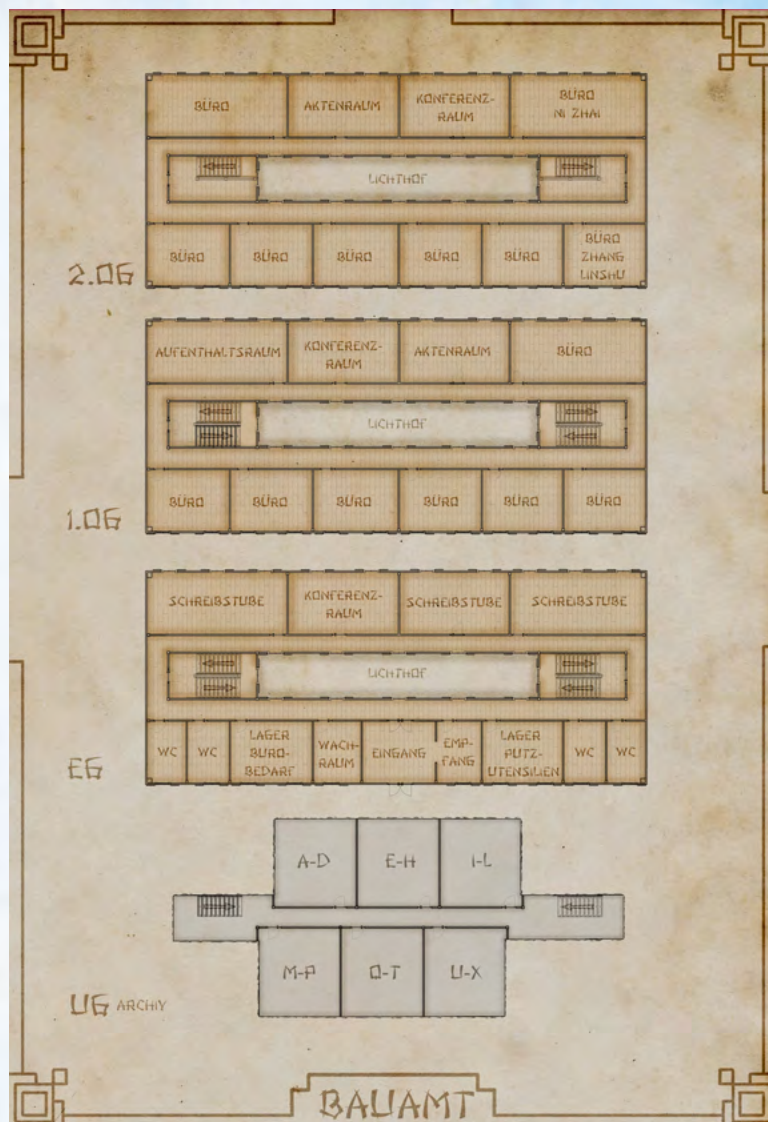 BÜRO
AKTENRAUM
KONFERENZ-
RAUM
BÜRO
NI ZHAI
LICHTHOF
BÜRO
BÜRO
BÜRO
BÜRO
BÜRO
BÜRO
ZHANG
LINSHU
2.OG
AUFENTHALTSRAUM
KONFERENZ-
RAUM
AKTENRAUM
BÜRO
LICHTHOF
BÜRO
BÜRO
BÜRO
BÜRO
BÜRO
BÜRO
1.OG
SCHREIBSTUBE
KONFERENZ-
RAUM
SCHREIBSTUBE
SCHREIBSTUBE
LICHTHOF
WC
WC
LAGER
BÜRO-
BEDARF
WACH-
RAUM
EINGANG
EMP-
FANG
LAGER
PUTZ-
UTENSILIEN
WC
WC
EG
A-D
E-H
I-L
M-P
Q-T
U-X
UG ARCHIV
BAUAMT